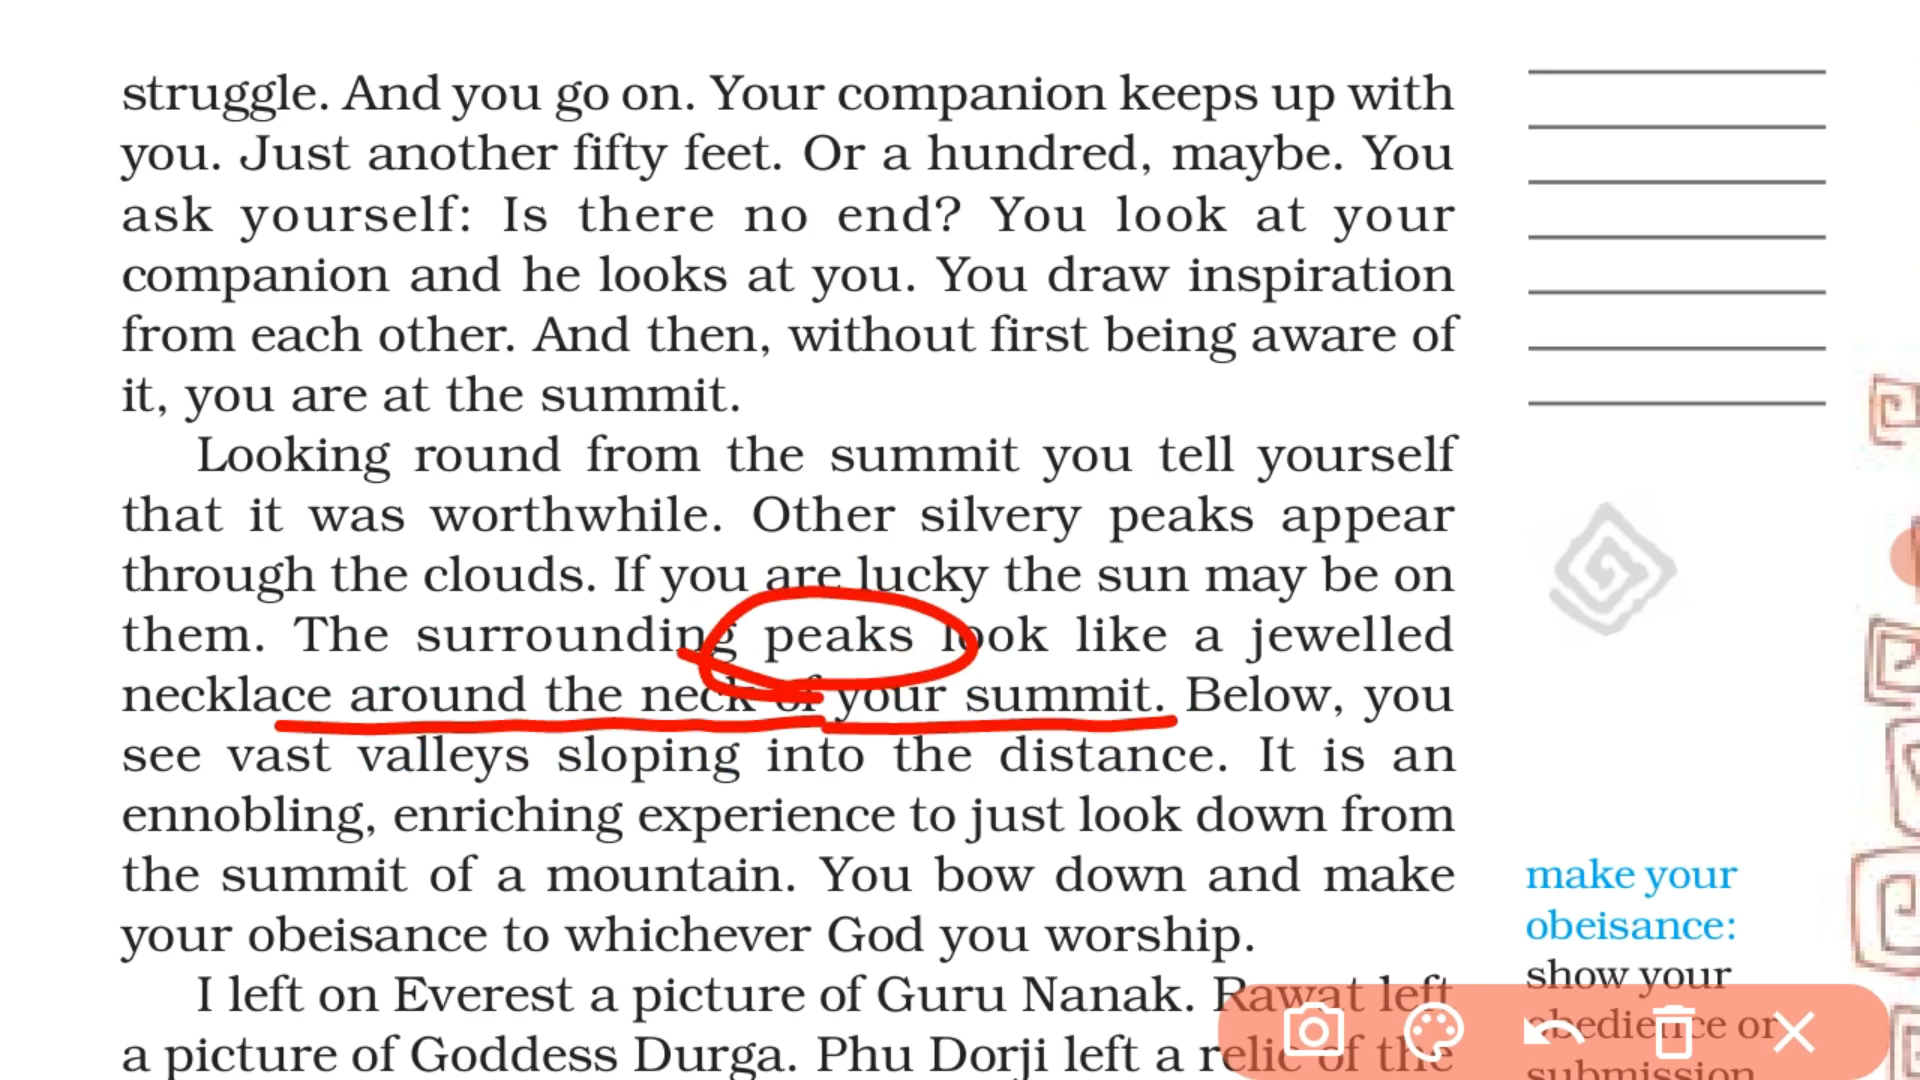 struggle. And you go on. Your companion keeps up with
you. Just another fifty feet. Or a hundred, maybe. You
ask yourself: Is there no end? You look at your
companion and he looks at you. You draw inspiration
from each other. And then, without first being aware of
it, you are at the summit.
Looking round from the summit you tell yourself
that it was worthwhile. Other silvery peaks appear
through the clouds. If you are lucky the sun may be on
them. The surrounding peaks look like a jewelled
necklace around the neck of your summit. Below, you
see vast valleys sloping into the distance. It is an
ennobling, enriching experience to just look down from
the summit of a mountain. You bow down and make
your obeisance to whichever God you worship.
I left on Everest a picture of Guru Nanak. Rawat left
a picture of Goddess Durga. Phu Dorji left a relic of the
make your
obeisance:
show your
obedience or
submission